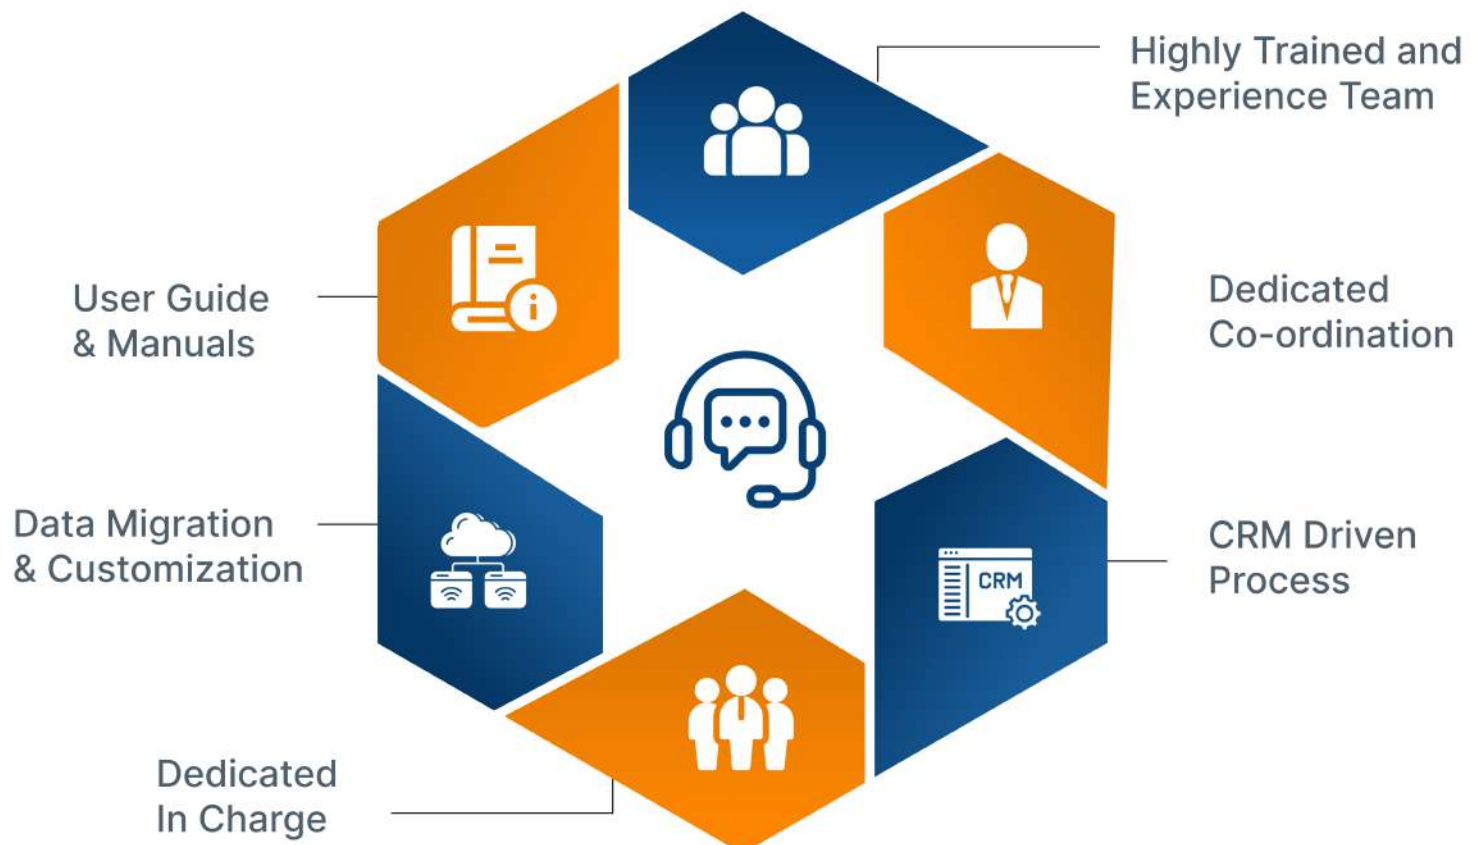 Highly Trained and
Experience Team
Dedicated
Co-ordination
CRM Driven
Process
CRM
Dedicated
In Charge
Data Migration
& Customization
User Guide
& Manuals